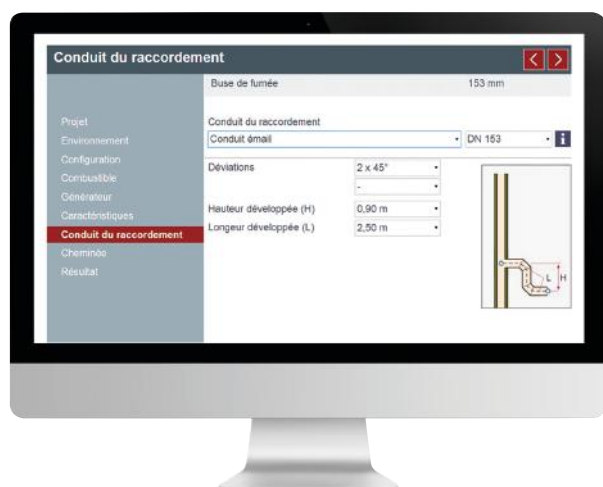 Conduit du raccordement
Buse de fumée 153 mm
Projet
Environnement
Configuration
Combustible
Générateur
Caractéristiques
Conduit du raccordement
Cheminée
Résultat
Conduit du raccordement
Conduit émail DN 153 i
Déviations 2 x 45°
-
Hauteur développée (H) 0,90 m
Longeur développée (L) 2,50 m
L H